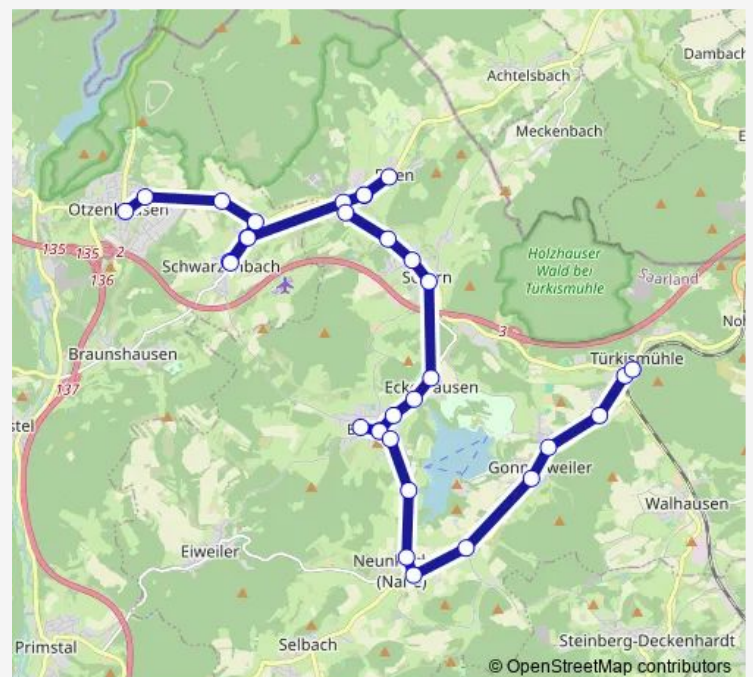 Dambach
Achtelsbach
Meckenbach
Otzenhausen
135
135
2
136
Schwarzenbach
Holzhauser
Wald bei
Türkismühle
Saarland
3
Braunshausen
Türkismühle
137
Eckelhausen
Gonnesweiler
Walhausen
Eiweiler
Neunkirchen
(Nahe)
Primstal
Selbach
Steinberg-Deckenhardt
© OpenStreetMap contributors